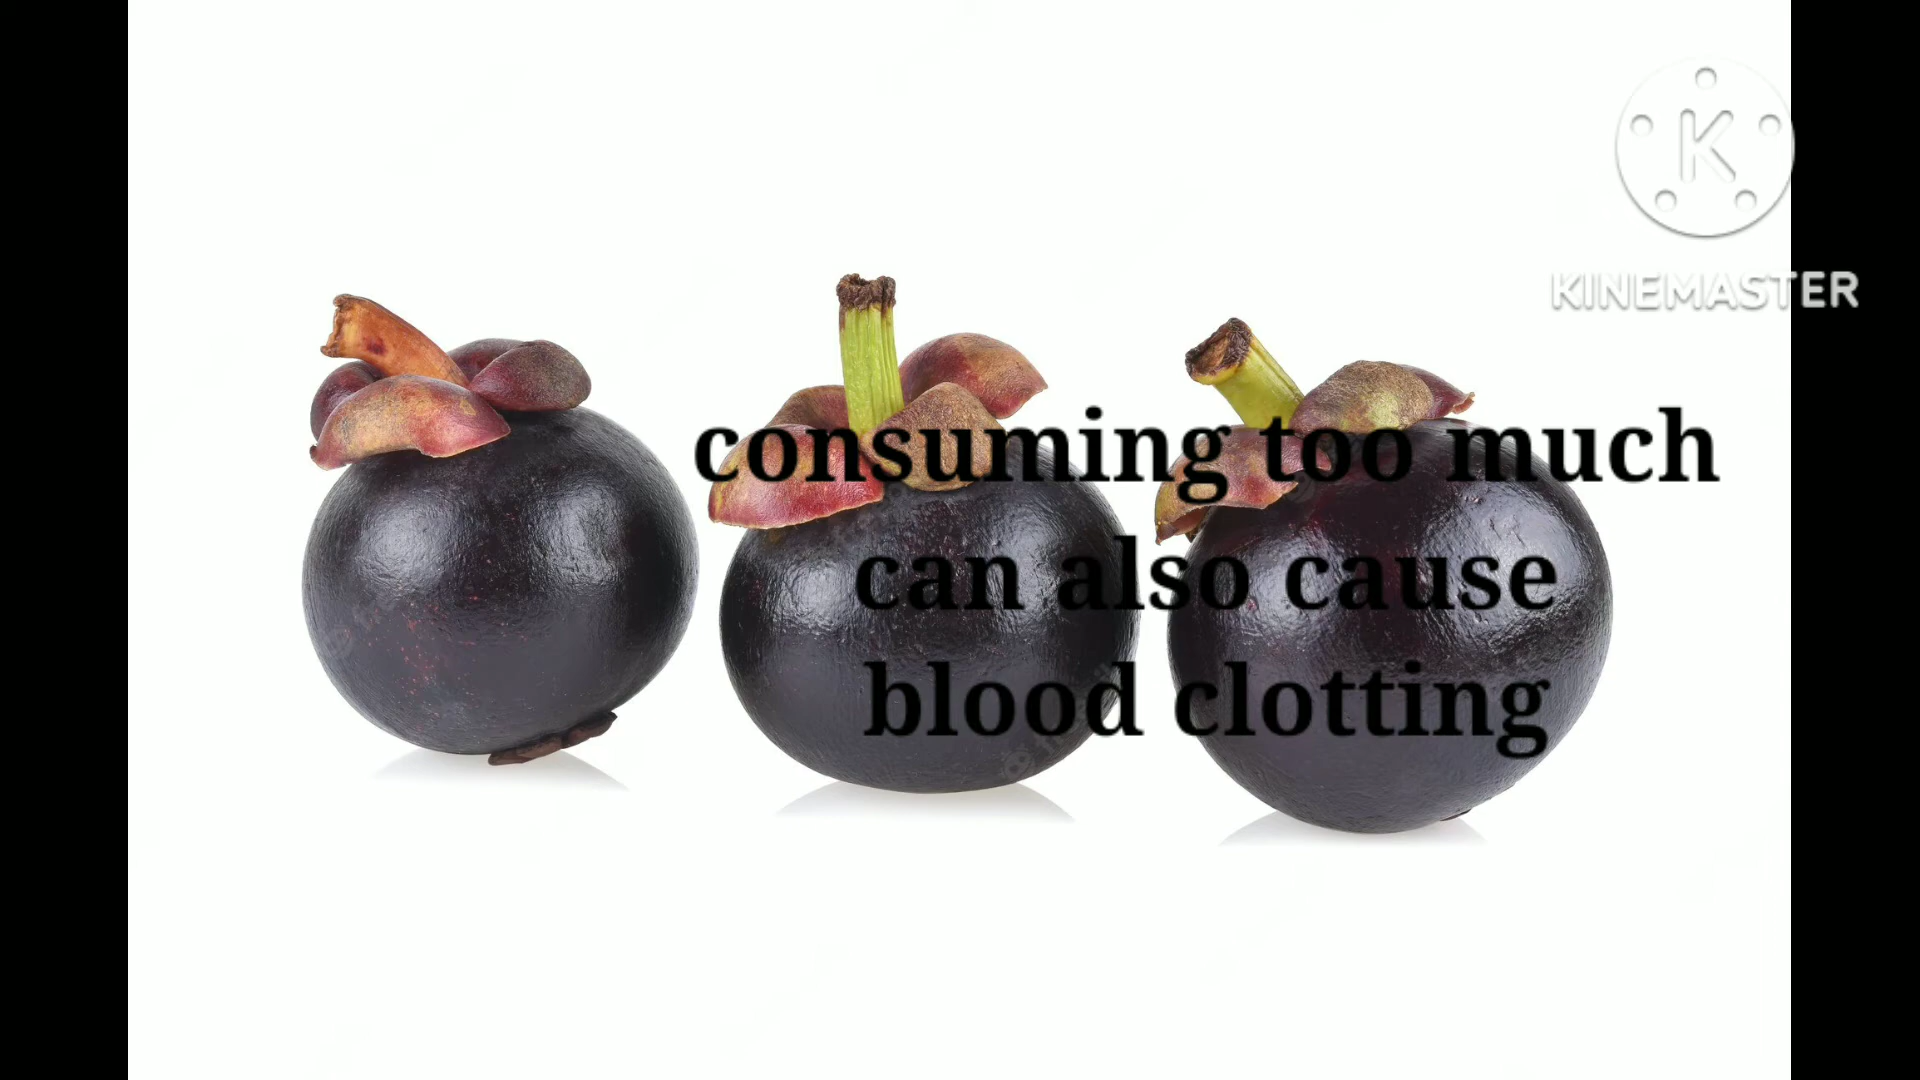 K
KINEMASTER
consuming too much
can also cause
blood clotting